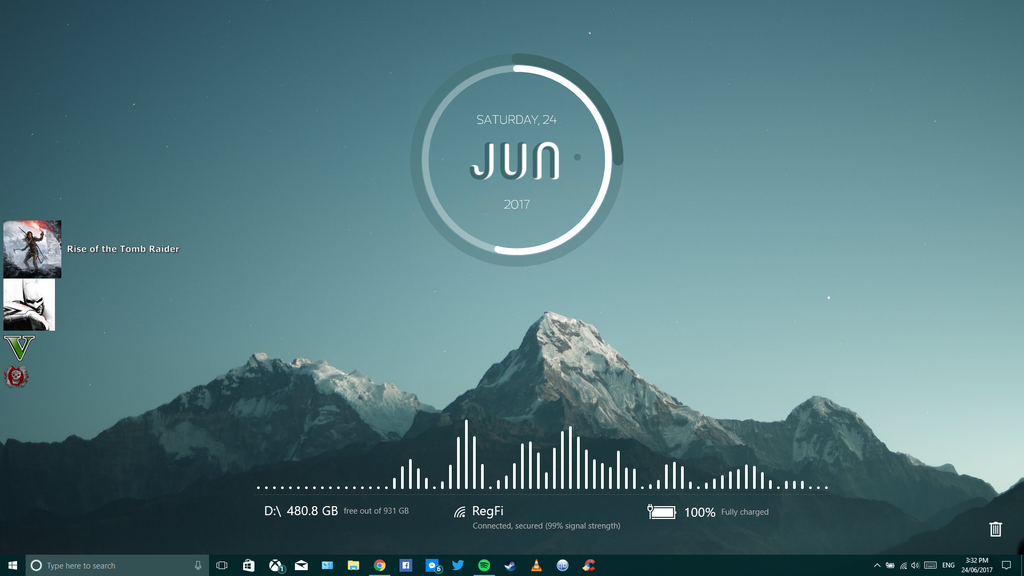 SATURDAY, 24
JUN
2017
Rise of the Tomb Raider
V
D:\ 480.8 GB free out of 931 GB
RegFi
Connected, secured (99% signal strength)
100% Fully charged
Type here to search
6
ENG
3:32 PM
24/06/2017